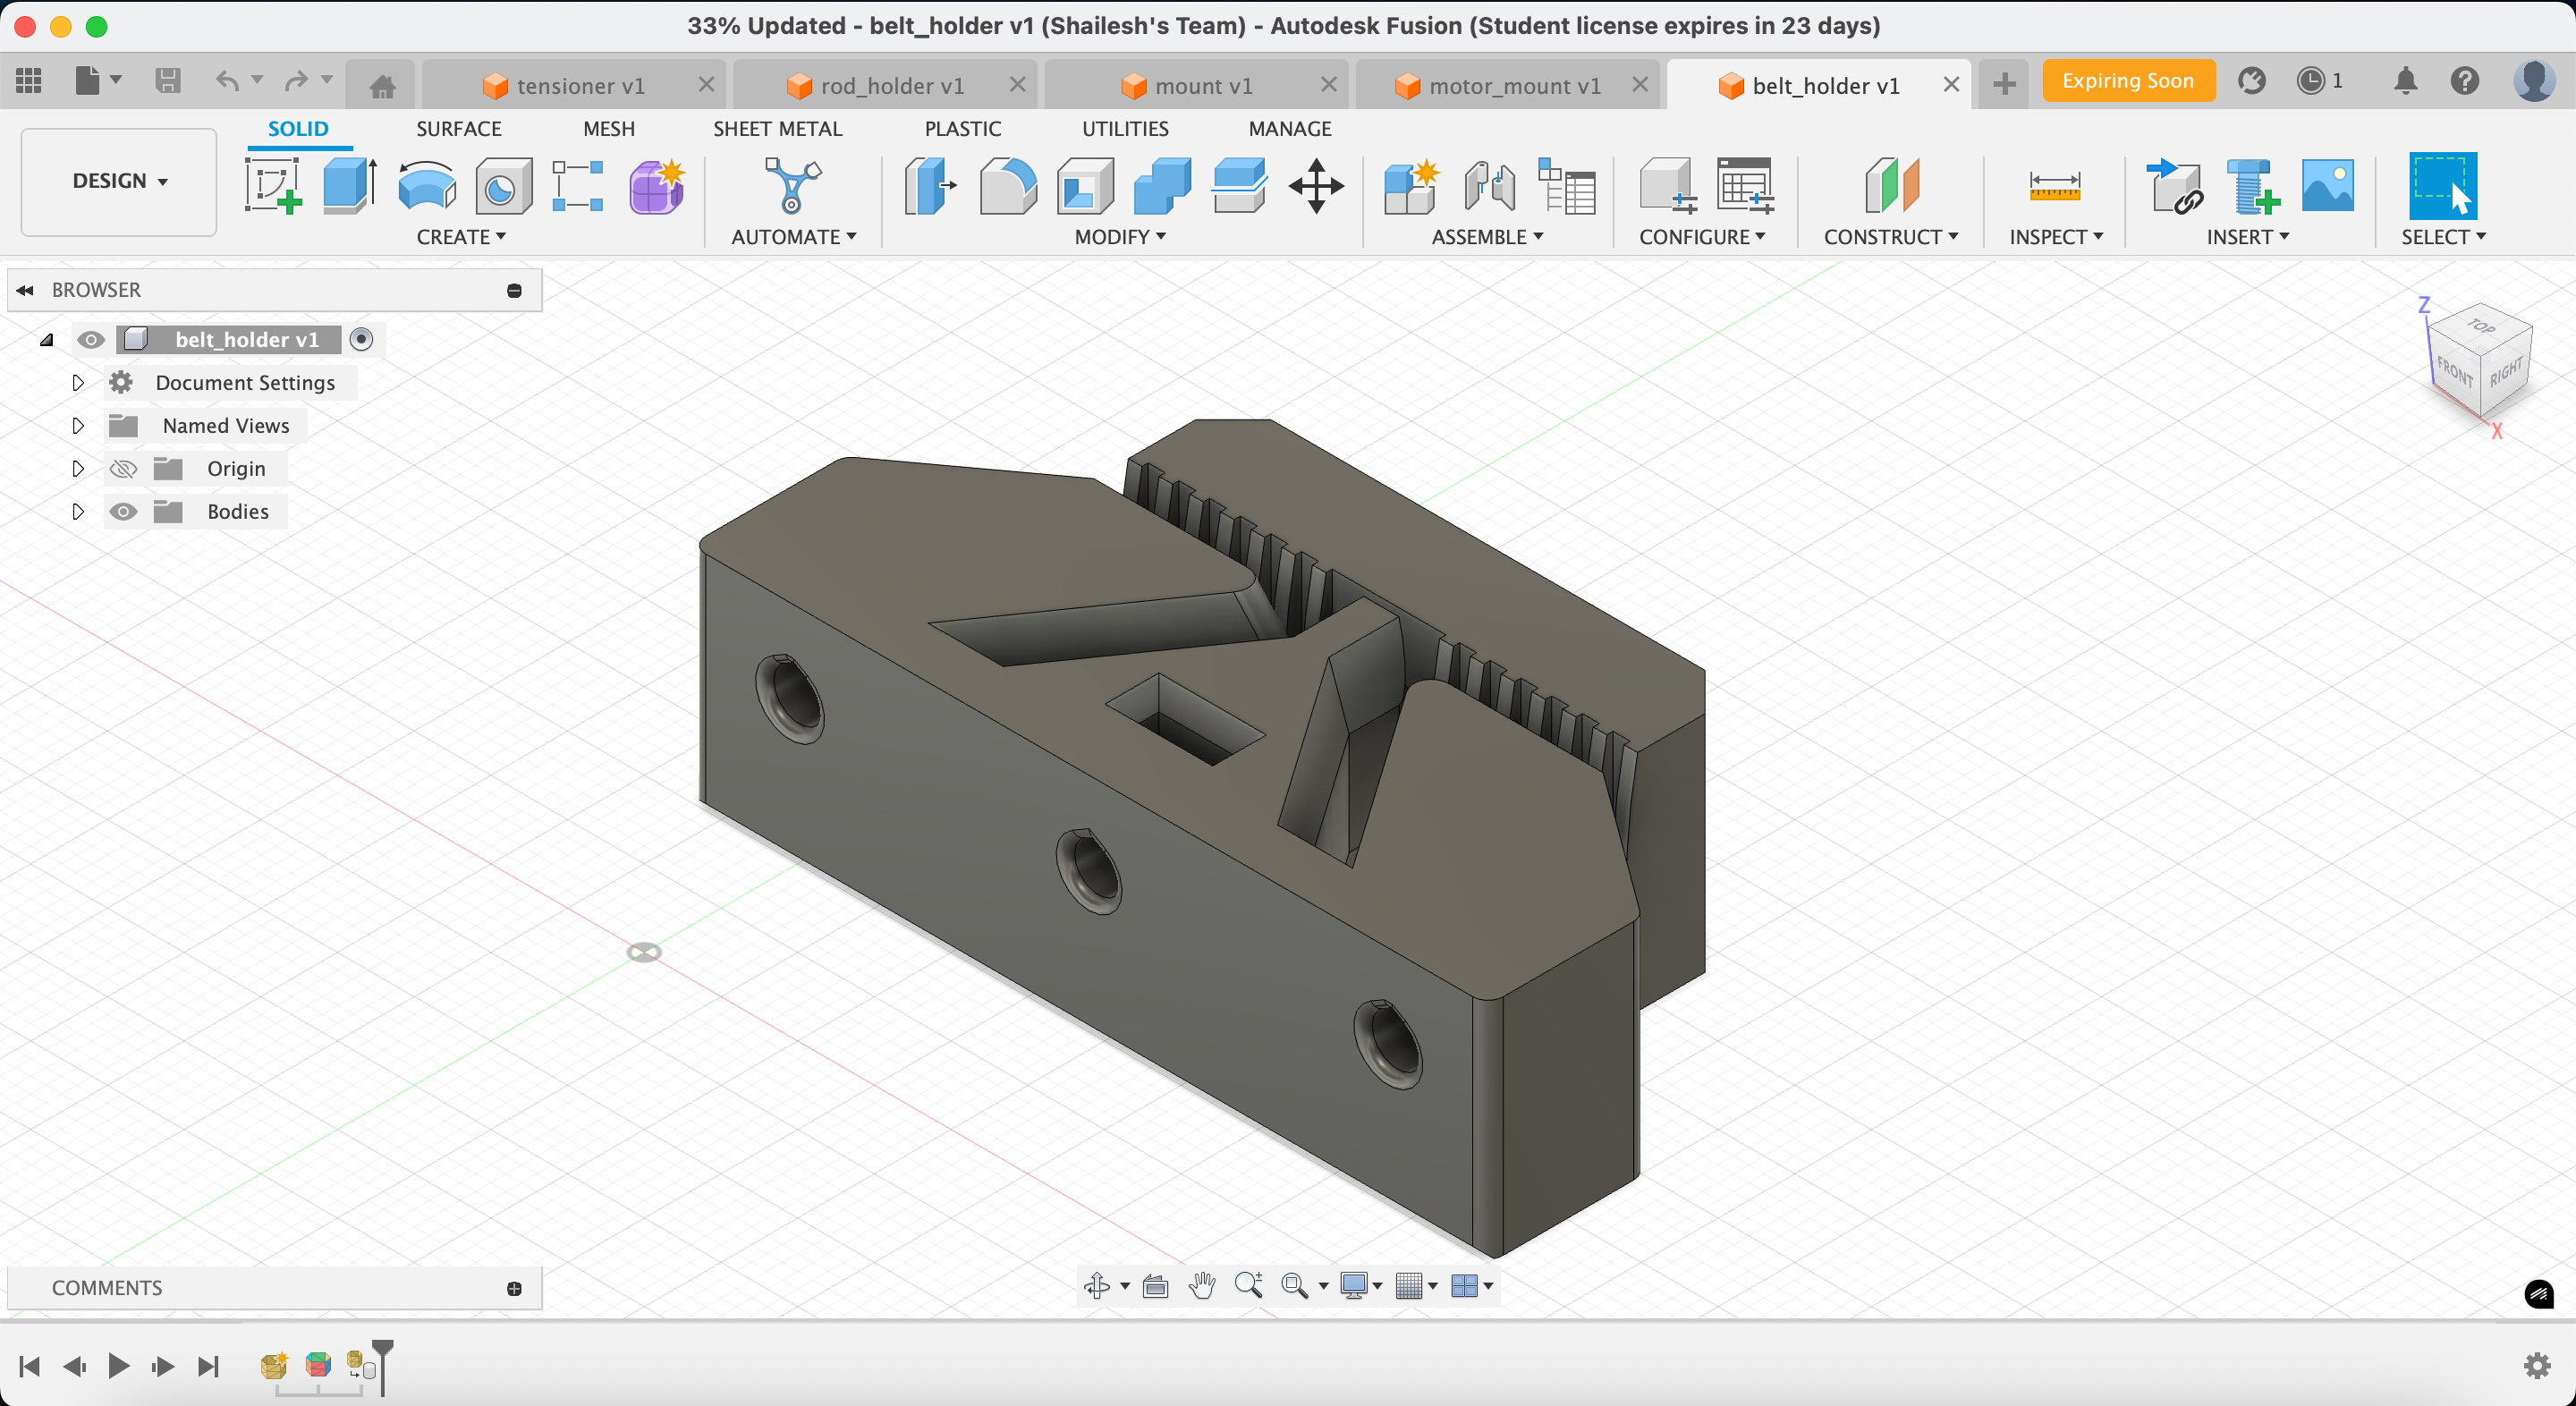 33% Updated - belt_holder v1 (Shailesh's Team) - Autodesk Fusion (Student license expires in 23 days)
tensioner v1 rod_holder v1 mount v1 motor_mount v1 belt_holder v1 Expiring Soon 1
SOLID SURFACE MESH SHEET METAL PLASTIC UTILITIES MANAGE
DESIGN
CREATE AUTOMATE MODIFY ASSEMBLE CONFIGURE CONSTRUCT INSPECT INSERT SELECT
BROWSER
belt_holder v1
Document Settings
Named Views
Origin
Bodies
Z
TOP
FRONT RIGHT
X
COMMENTS